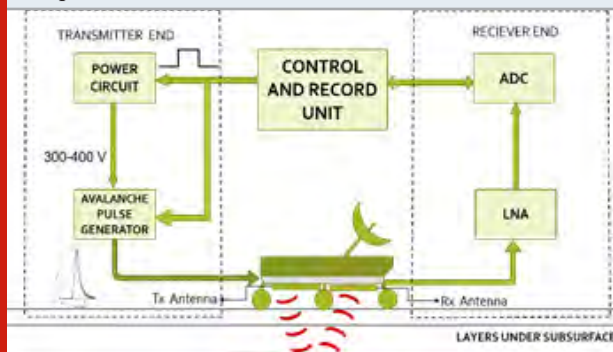 TRANSMITTER END
RECIEVER END
POWER
CIRCUIT
CONTROL
AND RECORD
UNIT
ADC
300-400 V
AVALANCHE
PULSE
GENERATOR
LNA
Tx Antenna
Rx Antenna
LAYERS UNDER SUBSURFACE